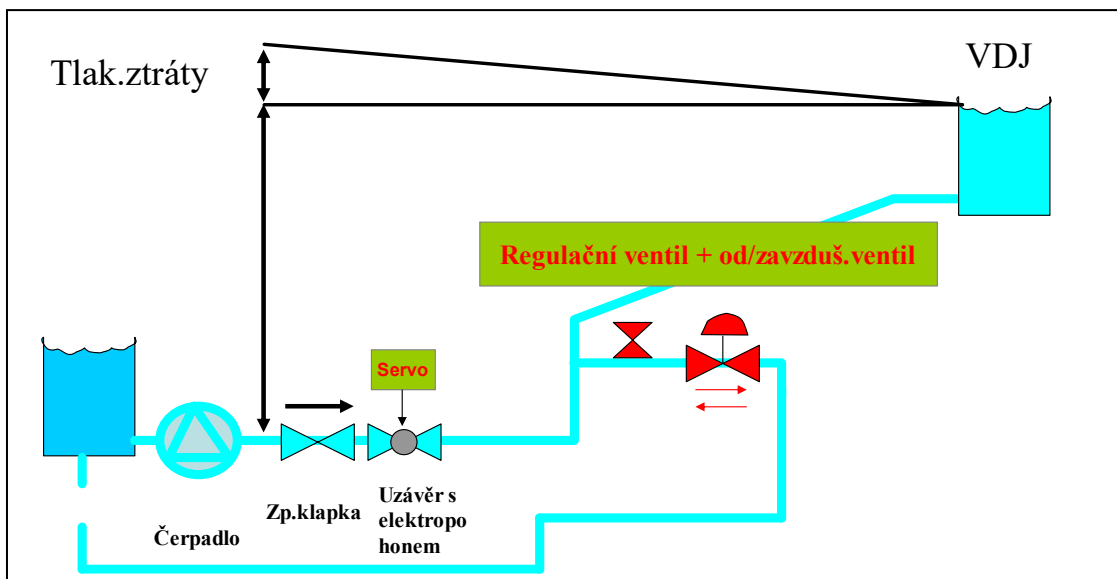 Tlak.ztráty
VDJ
Regulační ventil + od/zavzduš.ventil
Servo
Čerpadlo
Zp.klapka
Uzávěr s
elektropo
honem